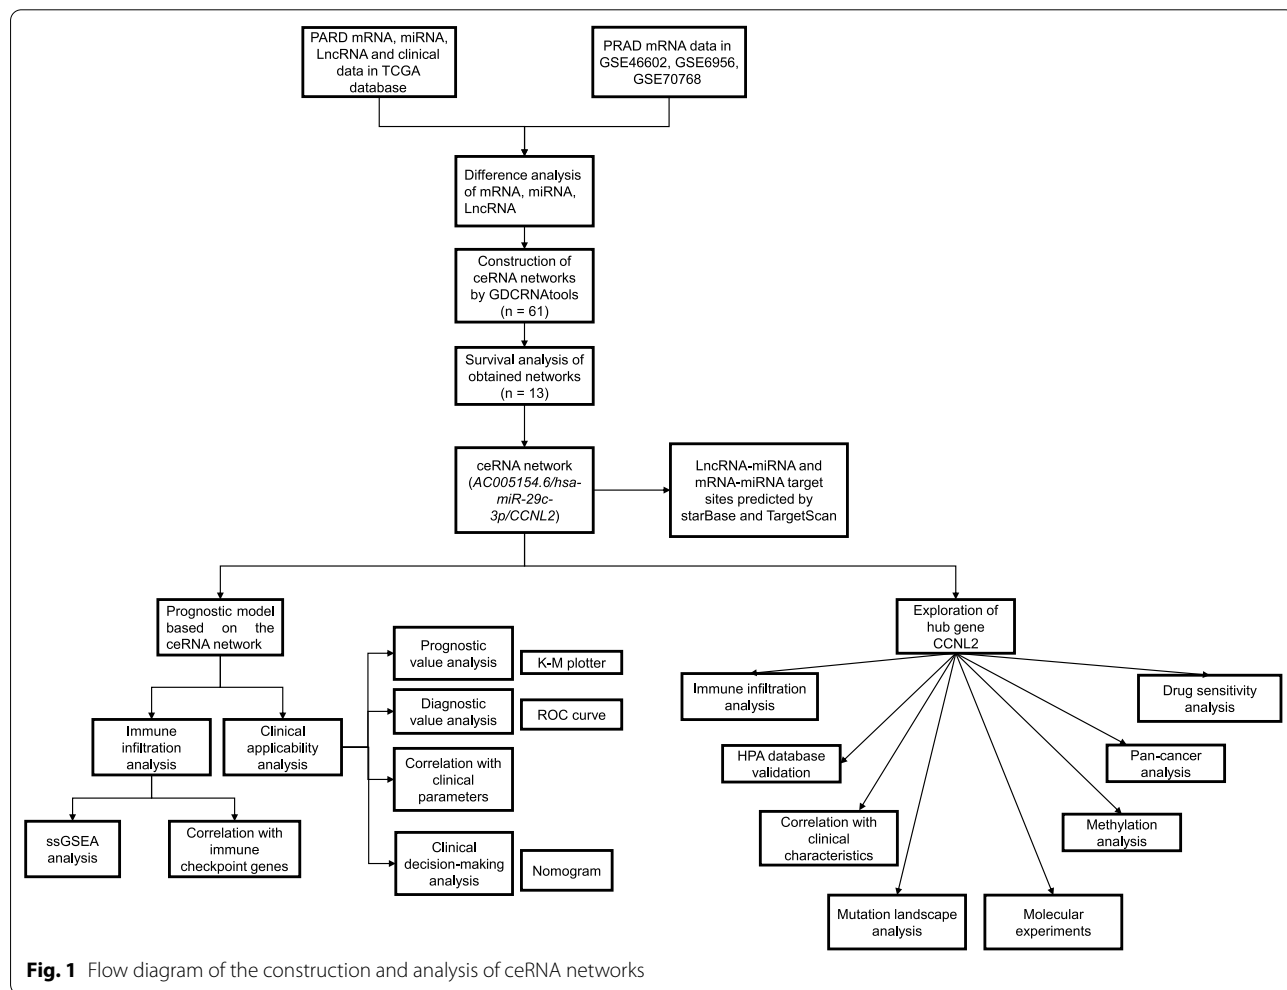 PARD mRNA, miRNA,
LncRNA and clinical
data in TCGA
database
PRAD mRNA data in
GSE46602, GSE6956,
GSE70768
Difference analysis
of mRNA, miRNA,
LncRNA
Construction of
ceRNA networks
by GDCRNAtools
(n = 61)
Survival analysis of
obtained networks
(n = 13)
ceRNA network
(AC005154.6/hsa-
miR-29c-
3p/CCNL2)
LncRNA-miRNA and
mRNA-miRNA target
sites predicted by
starBase and TargetScan
Prognostic model
based on the
ceRNA network
Immune
infiltration
analysis
Clinical
applicability
analysis
ssGSEA
analysis
Correlation with
immune
checkpoint genes
Prognostic
value analysis
K-M plotter
Diagnostic
value analysis
ROC curve
Correlation with
clinical
parameters
Clinical
decision-making
analysis
Nomogram
Exploration of
hub gene
CCNL2
Immune infiltration
analysis
HPA database
validation
Correlation with
clinical
characteristics
Mutation landscape
analysis
Molecular
experiments
Methylation
analysis
Pan-cancer
analysis
Drug sensitivity
analysis
Fig. 1 Flow diagram of the construction and analysis of ceRNA networks